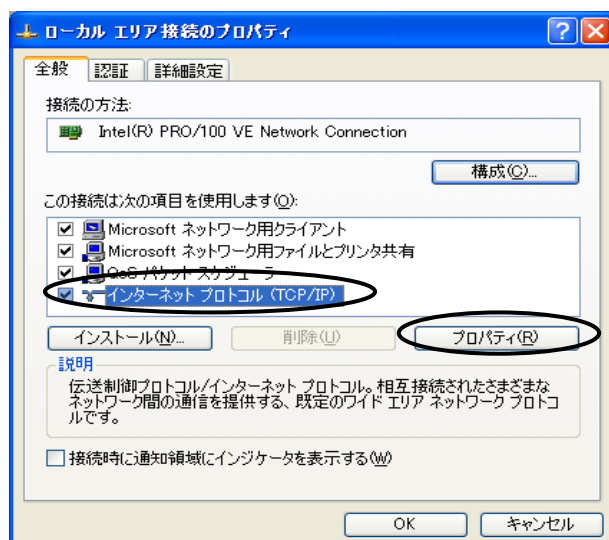 ローカル エリア接続のプロパティ
全般 認証 詳細設定
接続の方法:
Intel(R) PRO/100 VE Network Connection
構成(C)...
この接続は次の項目を使用します(O):
Microsoft ネットワーク用クライアント
Microsoft ネットワーク用ファイルとプリンタ共有
QoS パケット スケジューラ
インターネット プロトコル (TCP/IP)
インストール(N)... 削除(U) プロパティ(R)
説明
伝送制御プロトコル/インターネット プロトコル。相互接続されたさまざまな
ネットワーク間の通信を提供する、既定のワイド エリア ネットワーク プロトコ
ルです。
接続時に通知領域にインジケータを表示する(W)
OK キャンセル